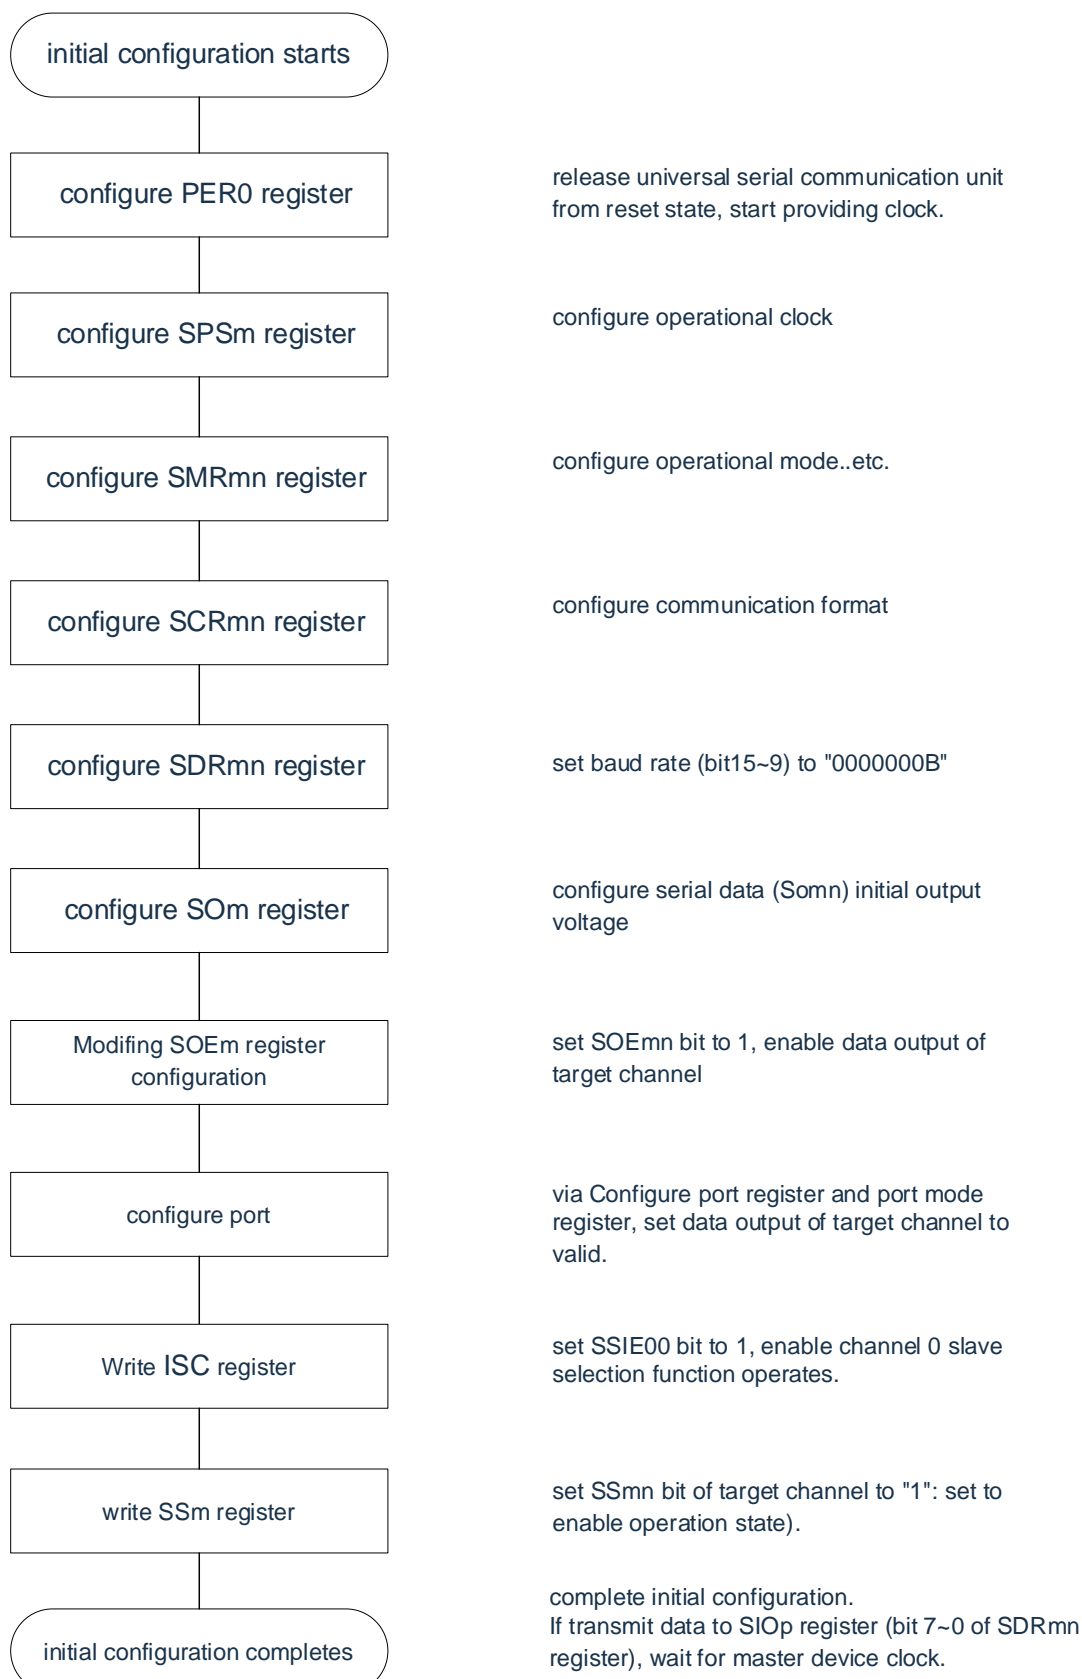 initial configuration starts
configure PER0 register
release universal serial communication unit
from reset state, start providing clock.
configure SPSm register
configure operational clock
configure SMRmn register
configure operational mode..etc.
configure SCRmn register
configure communication format
configure SDRmn register
set baud rate (bit15~9) to "0000000B"
configure SOm register
configure serial data (Somn) initial output
voltage
Modifing SOEm register
configuration
set SOEmn bit to 1, enable data output of
target channel
configure port
via Configure port register and port mode
register, set data output of target channel to
valid.
Write ISC register
set SSIE00 bit to 1, enable channel 0 slave
selection function operates.
write SSm register
set SSmn bit of target channel to "1": set to
enable operation state).
initial configuration completes
complete initial configuration.
If transmit data to SIOp register (bit 7~0 of SDRmn
register), wait for master device clock.